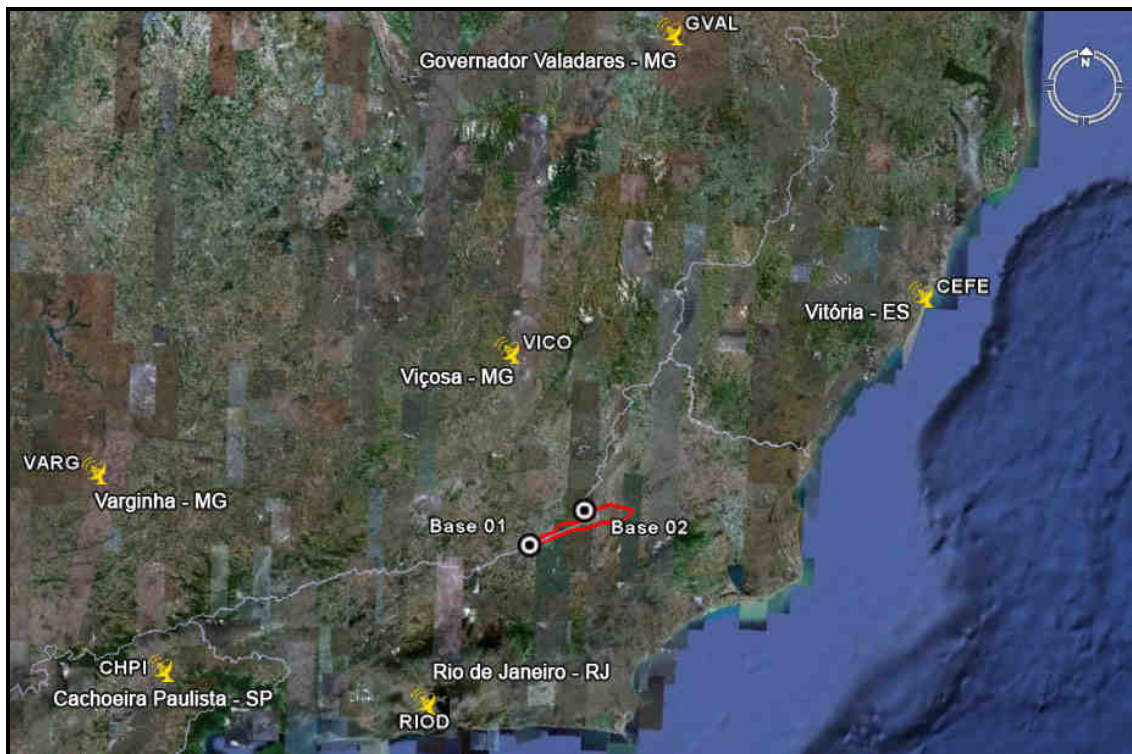 GVAL
Governador Valadares - MG
N
CEFE
Vitória - ES
VICO
Viçosa - MG
VARG
Varginha - MG
Base 01
Base 02
CHPI
Cachoeira Paulista - SP
Rio de Janeiro - RJ
RIOD